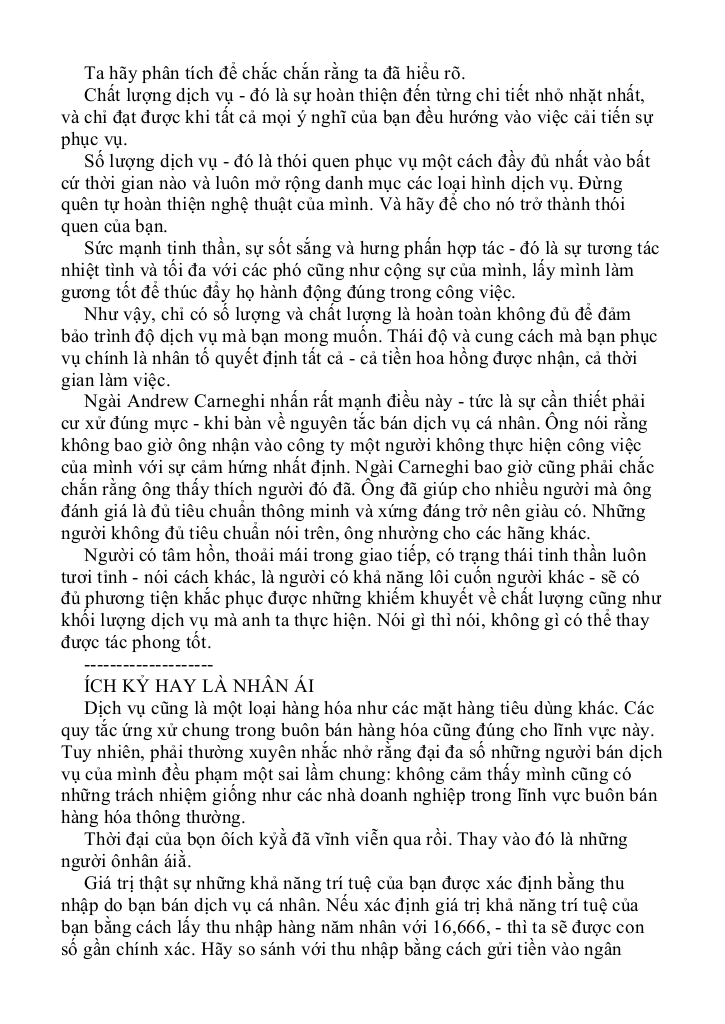 Ta hãy phân tích để chắc chắn rằng ta đã hiểu rõ.
Chất lượng dịch vụ - đó là sự hoàn thiện đến từng chi tiết nhỏ nhặt nhất,
và chỉ đạt được khi tất cả mọi ý nghĩ của bạn đều hướng vào việc cải tiến sự
phục vụ.
Số lượng dịch vụ - đó là thói quen phục vụ một cách đầy đủ nhất vào bất
cứ thời gian nào và luôn mở rộng danh mục các loại hình dịch vụ. Đừng
quên tự hoàn thiện nghệ thuật của mình. Và hãy để cho nó trở thành thói
quen của bạn.
Sức mạnh tinh thần, sự sốt sắng và hưng phấn hợp tác - đó là sự tương tác
nhiệt tình và tối đa với các phó cũng như cộng sự của mình, lấy mình làm
gương tốt để thúc đẩy họ hành động đúng trong công việc.
Như vậy, chỉ có số lượng và chất lượng là hoàn toàn không đủ để đảm
bảo trình độ dịch vụ mà bạn mong muốn. Thái độ và cung cách mà bạn phục
vụ chính là nhân tố quyết định tất cả - cả tiền hoa hồng được nhận, cả thời
gian làm việc.
Ngài Andrew Carneghi nhấn rất mạnh điều này - tức là sự cần thiết phải
cư xử đúng mực - khi bàn về nguyên tắc bán dịch vụ cá nhân. Ông nói rằng
không bao giờ ông nhận vào công ty một người không thực hiện công việc
của mình với sự cảm hứng nhất định. Ngài Carneghi bao giờ cũng phải chắc
chắn rằng ông thấy thích người đó đã. Ông đã giúp cho nhiều người mà ông
đánh giá là đủ tiêu chuẩn thông minh và xứng đáng trở nên giàu có. Những
người không đủ tiêu chuẩn nói trên, ông nhường cho các hãng khác.
Người có tâm hồn, thoải mái trong giao tiếp, có trạng thái tinh thần luôn
tươi tỉnh - nói cách khác, là người có khả năng lôi cuốn người khác - sẽ có
đủ phương tiện khắc phục được những khiếm khuyết về chất lượng cũng như
khối lượng dịch vụ mà anh ta thực hiện. Nói gì thì nói, không gì có thể thay
được tác phong tốt.
--------------------
ÍCH KỶ HAY LÀ NHÂN ÁI
Dịch vụ cũng là một loại hàng hóa như các mặt hàng tiêu dùng khác. Các
quy tắc ứng xử chung trong buôn bán hàng hóa cũng đúng cho lĩnh vực này.
Tuy nhiên, phải thường xuyên nhắc nhở rằng đại đa số những người bán dịch
vụ của mình đều phạm một sai lầm chung: không cảm thấy mình cũng có
những trách nhiệm giống như các nhà doanh nghiệp trong lĩnh vực buôn bán
hàng hóa thông thường.
Thời đại của bọn ôích kỷẳ đã vĩnh viễn qua rồi. Thay vào đó là những
người ônhân áiẳ.
Giá trị thật sự những khả năng trí tuệ của bạn được xác định bằng thu
nhập do bạn bán dịch vụ cá nhân. Nếu xác định giá trị khả năng trí tuệ của
bạn bằng cách lấy thu nhập hàng năm nhân với 16,666, - thì ta sẽ được con
số gần chính xác. Hãy so sánh với thu nhập bằng cách gửi tiền vào ngân